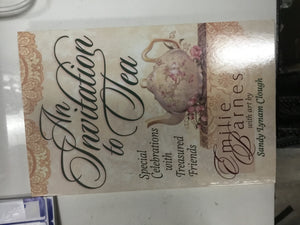 An
Invitation
to Tea
Special
Celebrations
with
Treasured
Friends
Emilie
Barnes
with art by
Sandy Lynam Clough